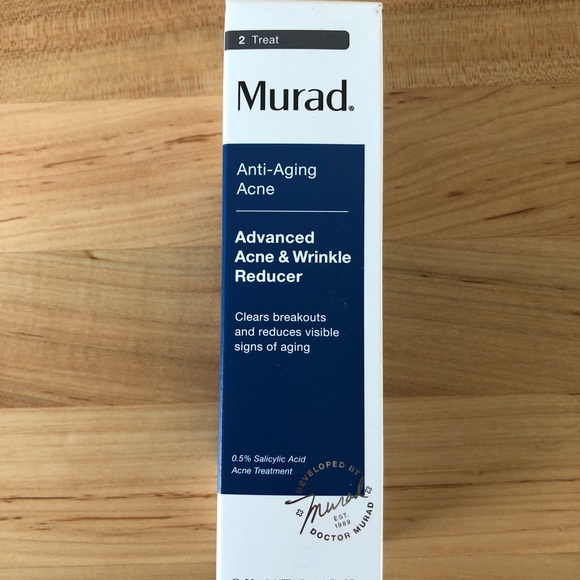 2 Treat
Murad®
Anti-Aging
Acne
Advanced
Acne & Wrinkle
Reducer
Clears breakouts
and reduces visible
signs of aging
0.5% Salicylic Acid
Acne Treatment
DEVELOPED BY
Murad
EST.
1989
DOCTOR MURAD